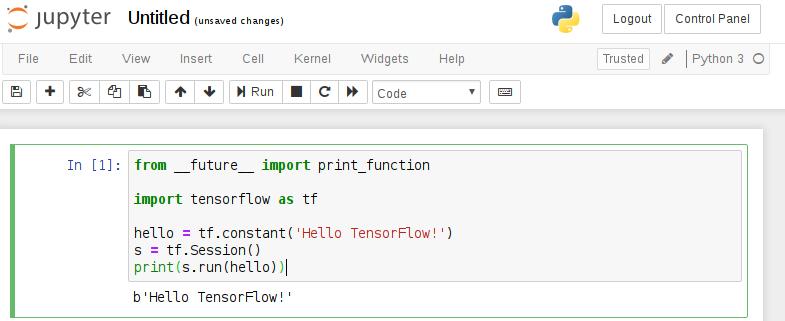 jupyter Untitled (unsaved changes) Logout Control Panel
File Edit View Insert Cell Kernel Widgets Help Trusted Python 3
Run Code
In [1]: from __future__ import print_function
import tensorflow as tf
hello = tf.constant('Hello TensorFlow!')
s = tf.Session()
print(s.run(hello))
b'Hello TensorFlow!'